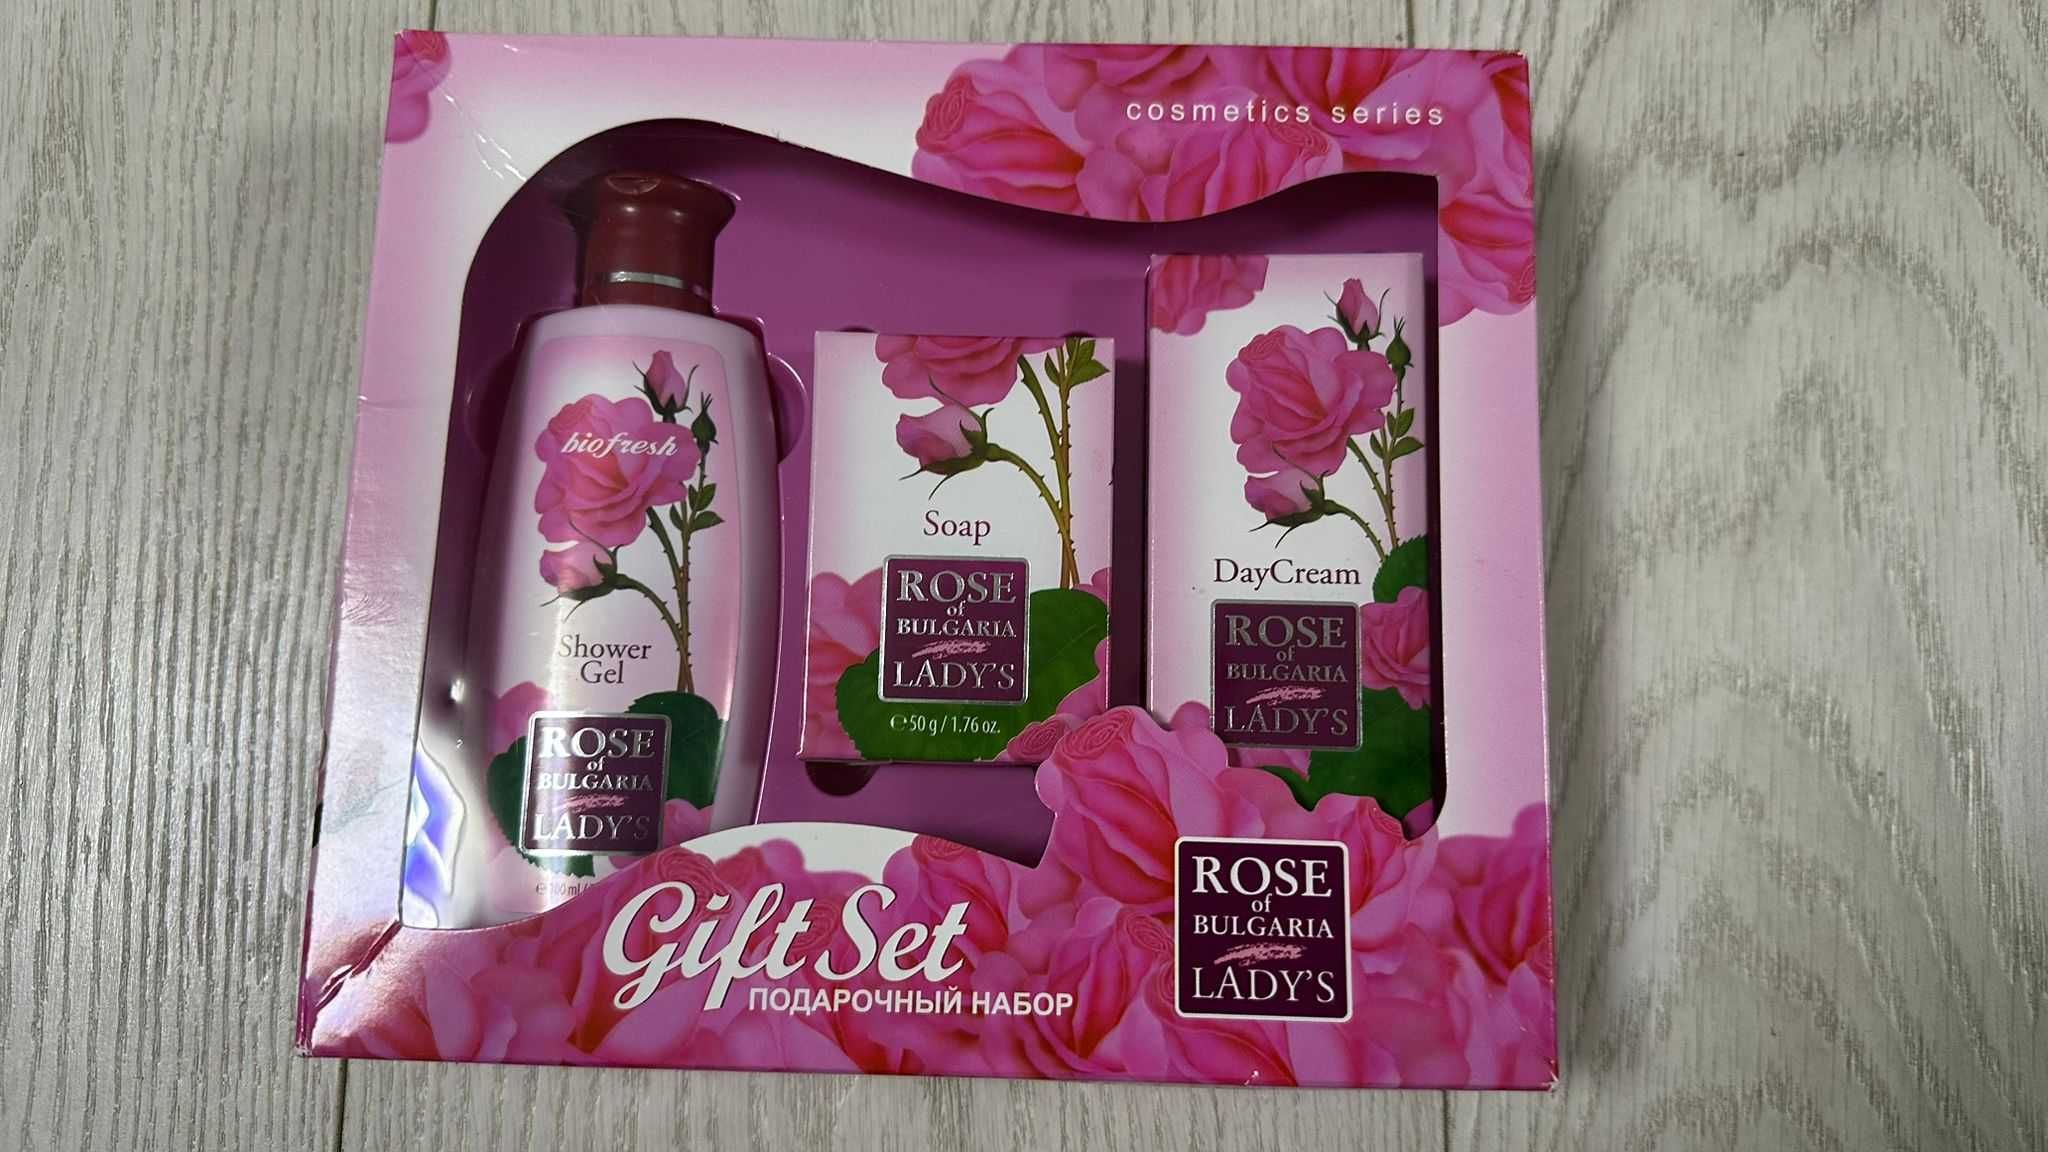 cosmetics series
biofresh
Shower
Gel
ROSE
of
BULGARIA
LADY'S
Soap
ROSE
of
BULGARIA
LADY'S
℮ 50 g / 1.76 oz.
DayCream
ROSE
of
BULGARIA
LADY'S
Gift Set
ПОДАРОЧНЫЙ НАБОР
ROSE
of
BULGARIA
LADY'S